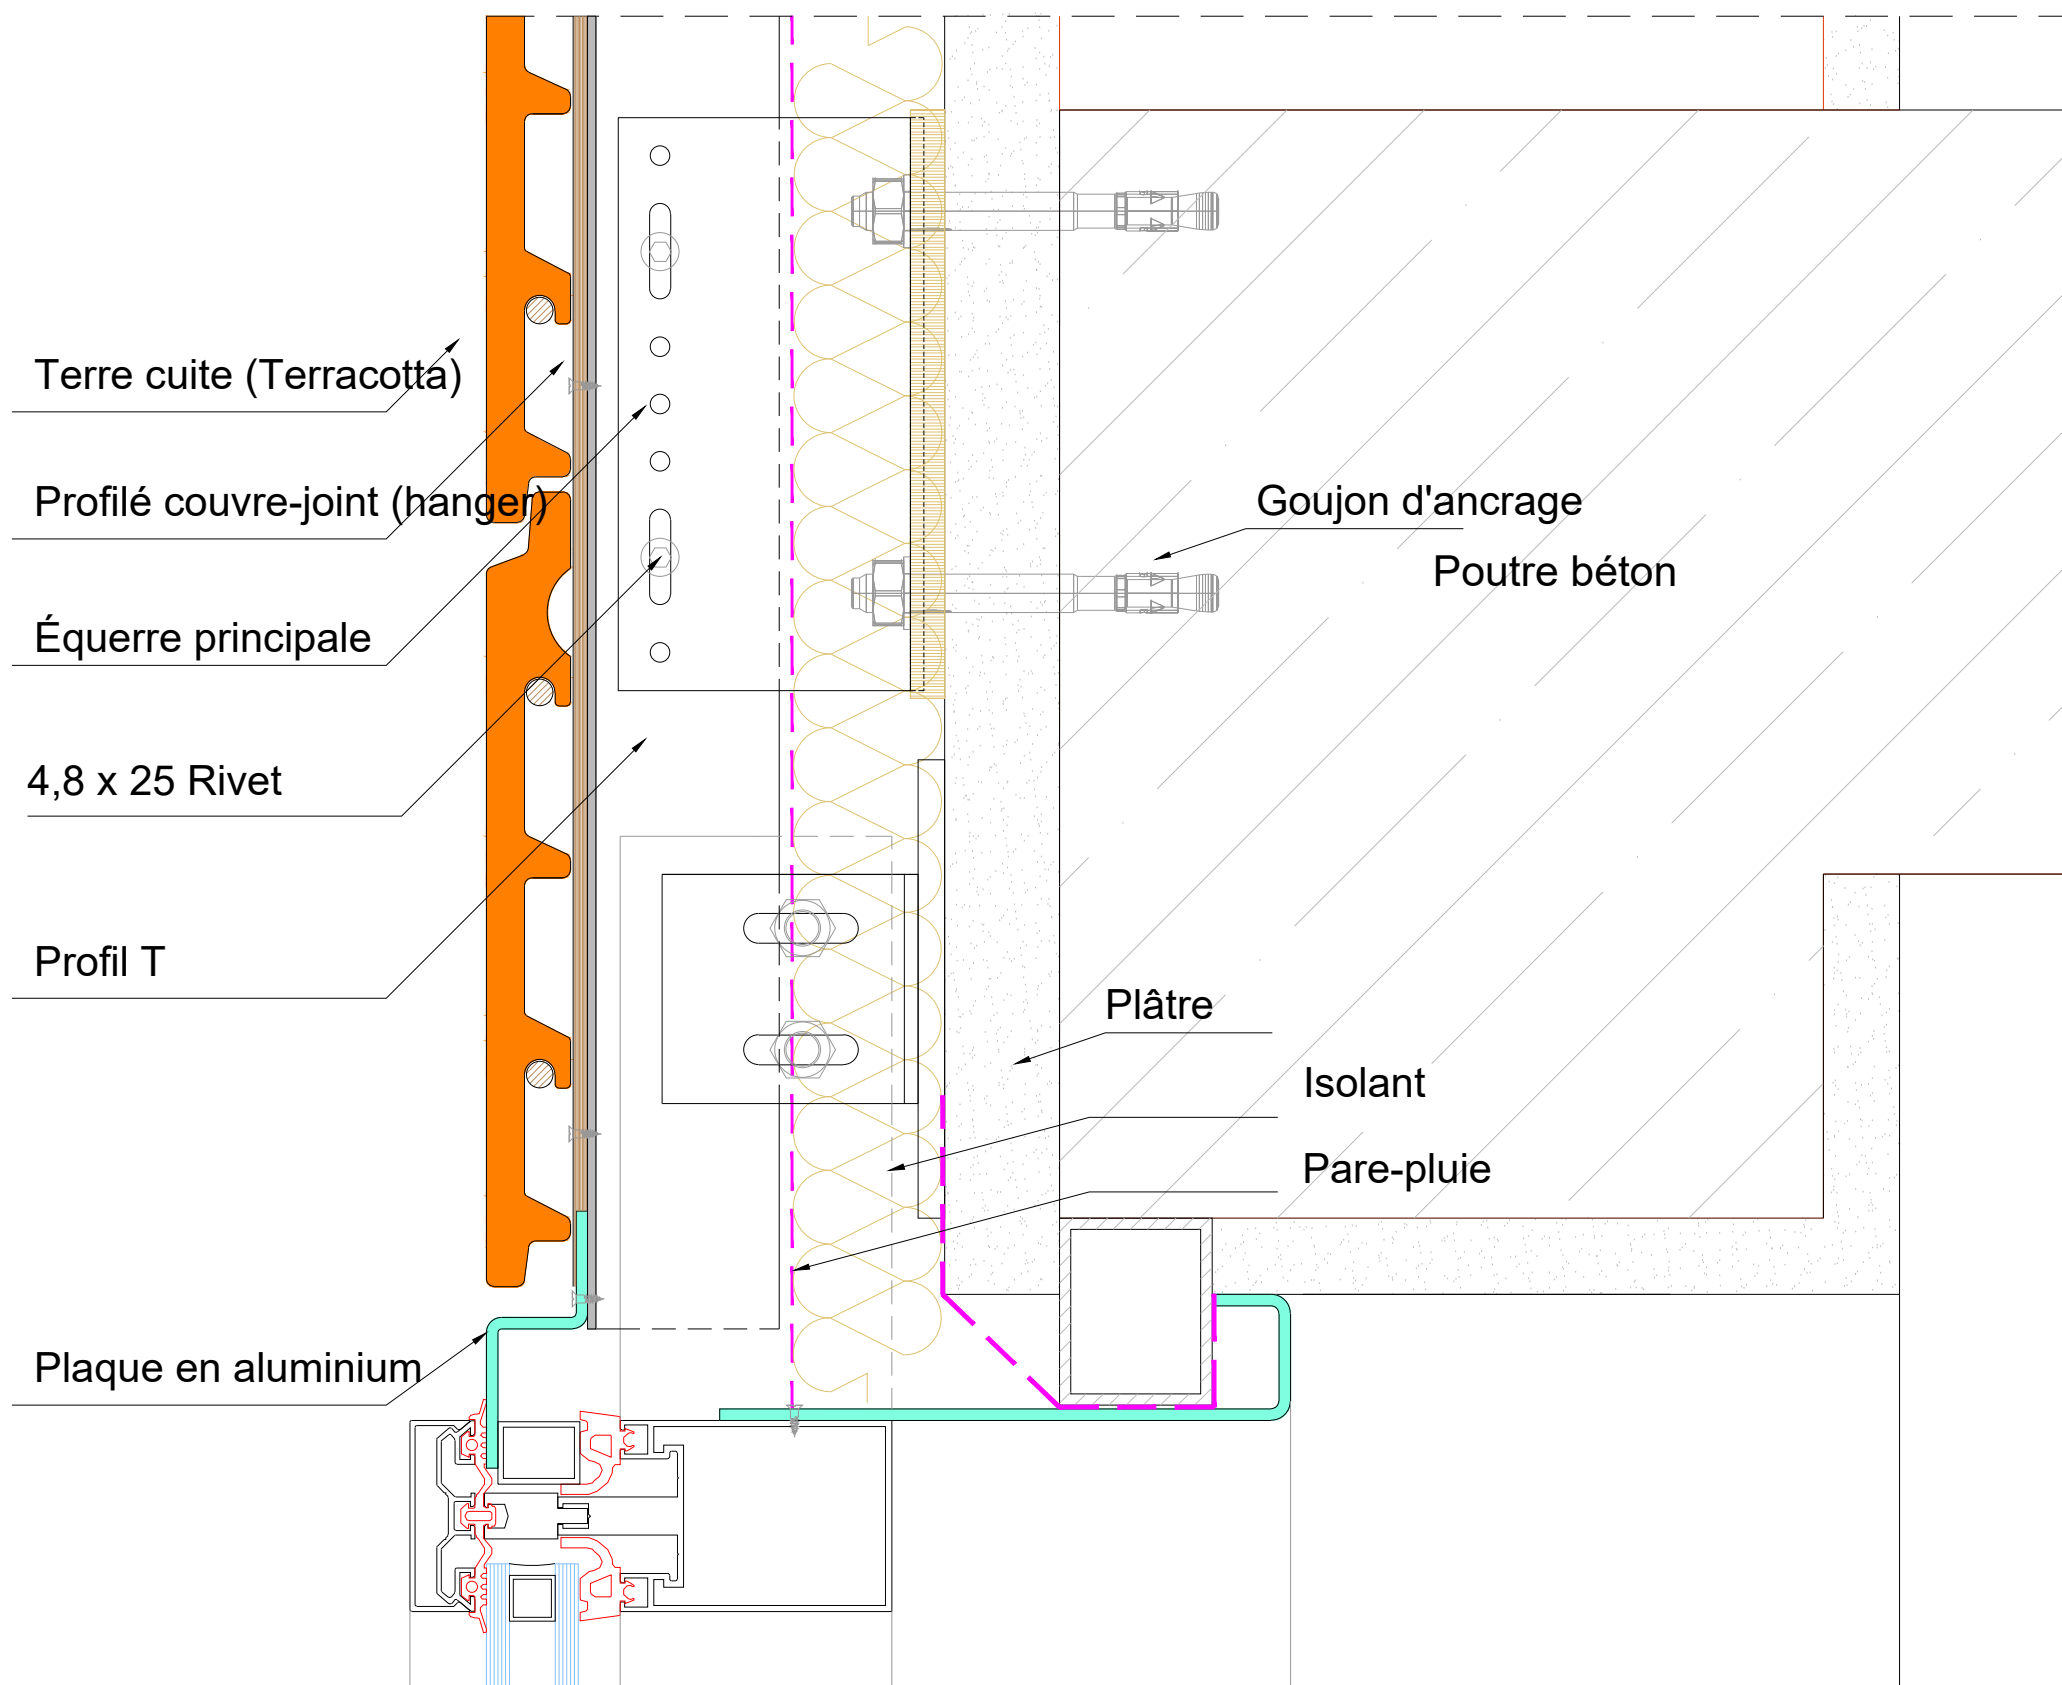 Terre cuite (Terracotta)
Profilé couvre-joint (hanger)
Équerre principale
4,8 x 25 Rivet
Profil T
Plaque en aluminium
Goujon d'ancrage
Poutre béton
Plâtre
Isolant
Pare-pluie